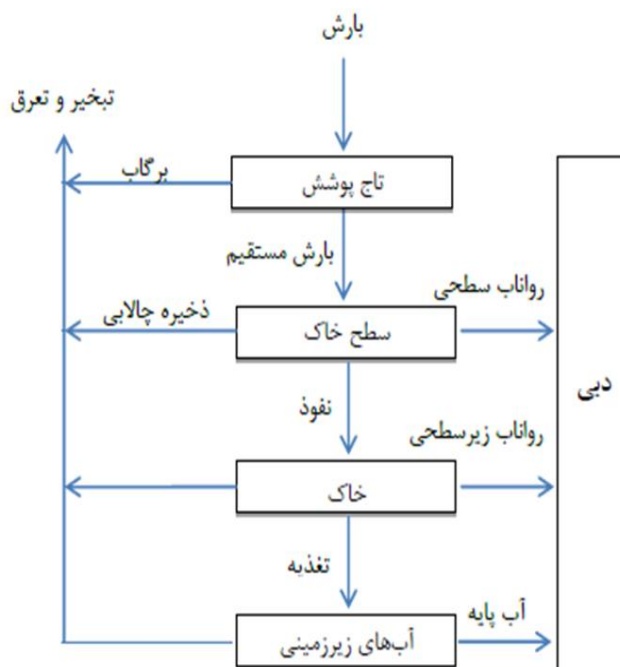 بارش
تبخیر و تعرق
تاج پوشش
برگاب
بارش مستقیم
رواناب سطحی
ذخیره چالابی
سطح خاک
دبی
نفوذ
رواناب زیرسطحی
خاک
تغذیه
آب پایه
آب‌های زیرزمینی